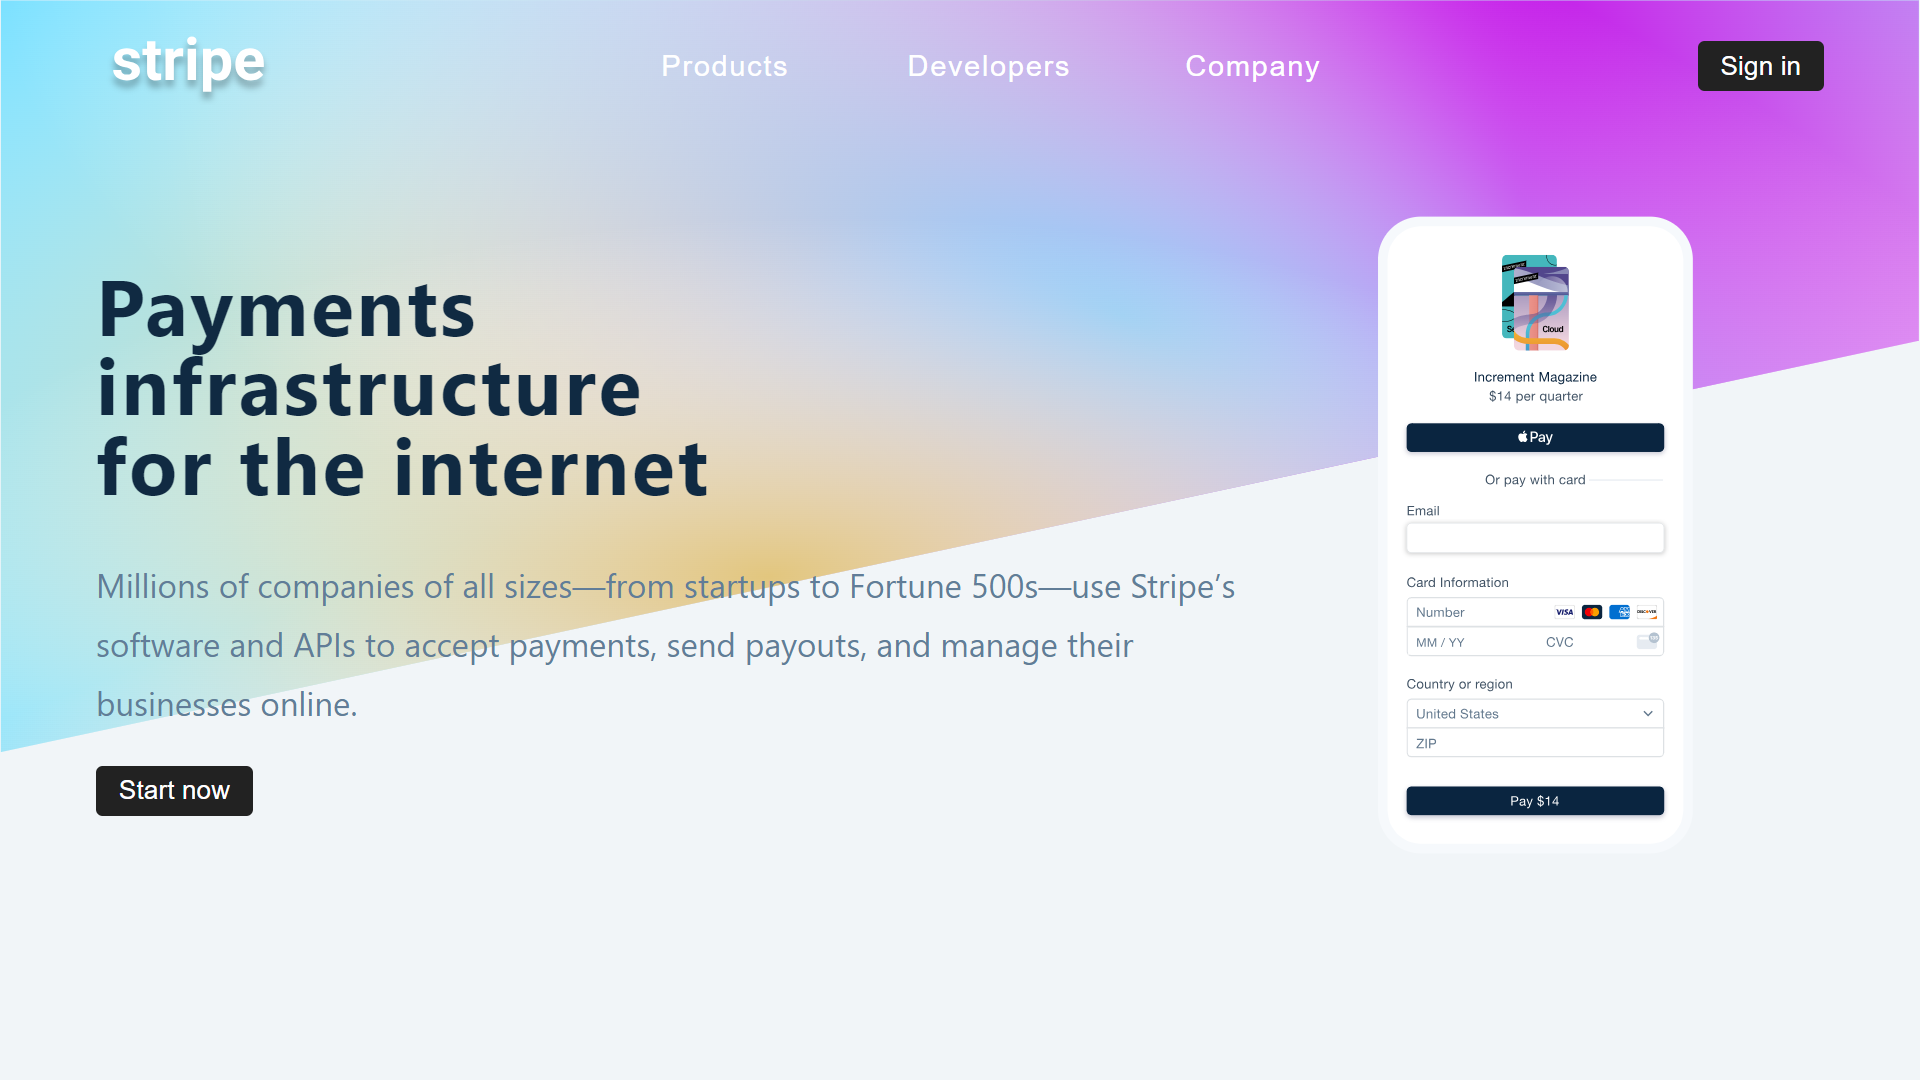 stripe
Products
Developers
Company
Sign in
Payments
infrastructure
for the internet
Millions of companies of all sizes—from startups to Fortune 500s—use Stripe’s
software and APIs to accept payments, send payouts, and manage their
businesses online.
Start now
Cloud
Increment Magazine
$14 per quarter
Pay
Or pay with card
Email
Card Information
Number
VISA
DISCOVER
MM / YY
CVC
Country or region
United States
ZIP
Pay $14